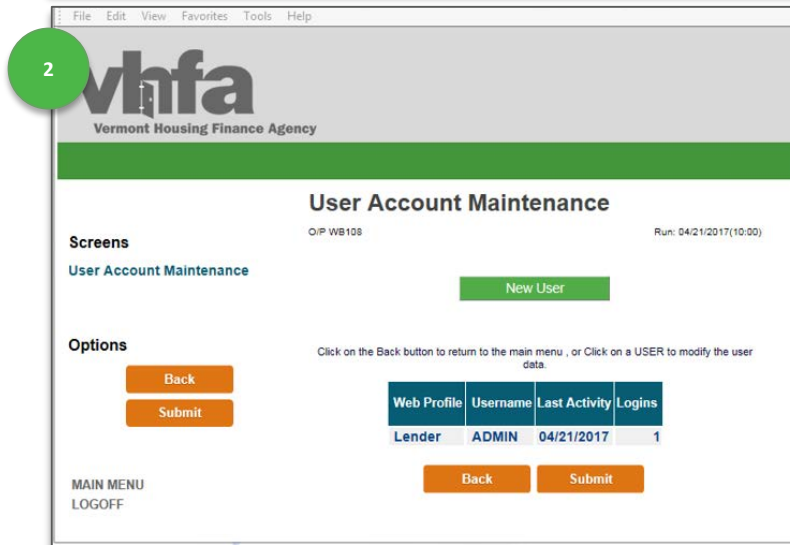 File Edit View Favorites Tools Help
2
vhfa
Vermont Housing Finance Agency
User Account Maintenance
O/P WB108 Run: 04/21/2017(10:00)
Screens
User Account Maintenance
New User
Options
Back
Submit
Click on the Back button to return to the main menu , or Click on a USER to modify the user
data.
Web Profile Username Last Activity Logins
Lender ADMIN 04/21/2017 1
Back Submit
MAIN MENU
LOGOFF